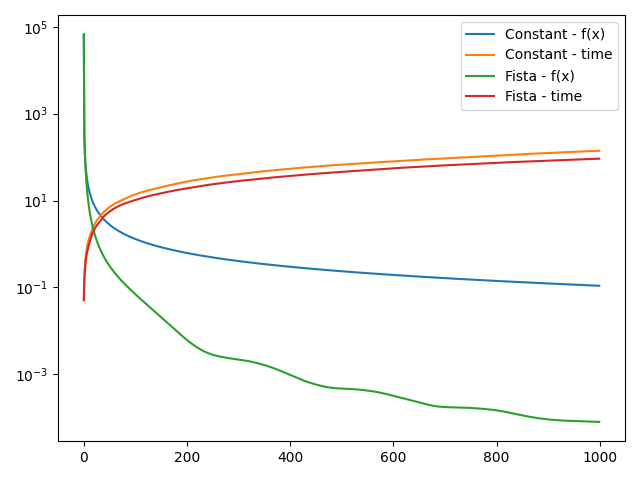 10^5
10^3
10^1
10^-1
10^-3
0 200 400 600 800 1000
Constant - f(x)
Constant - time
Fista - f(x)
Fista - time